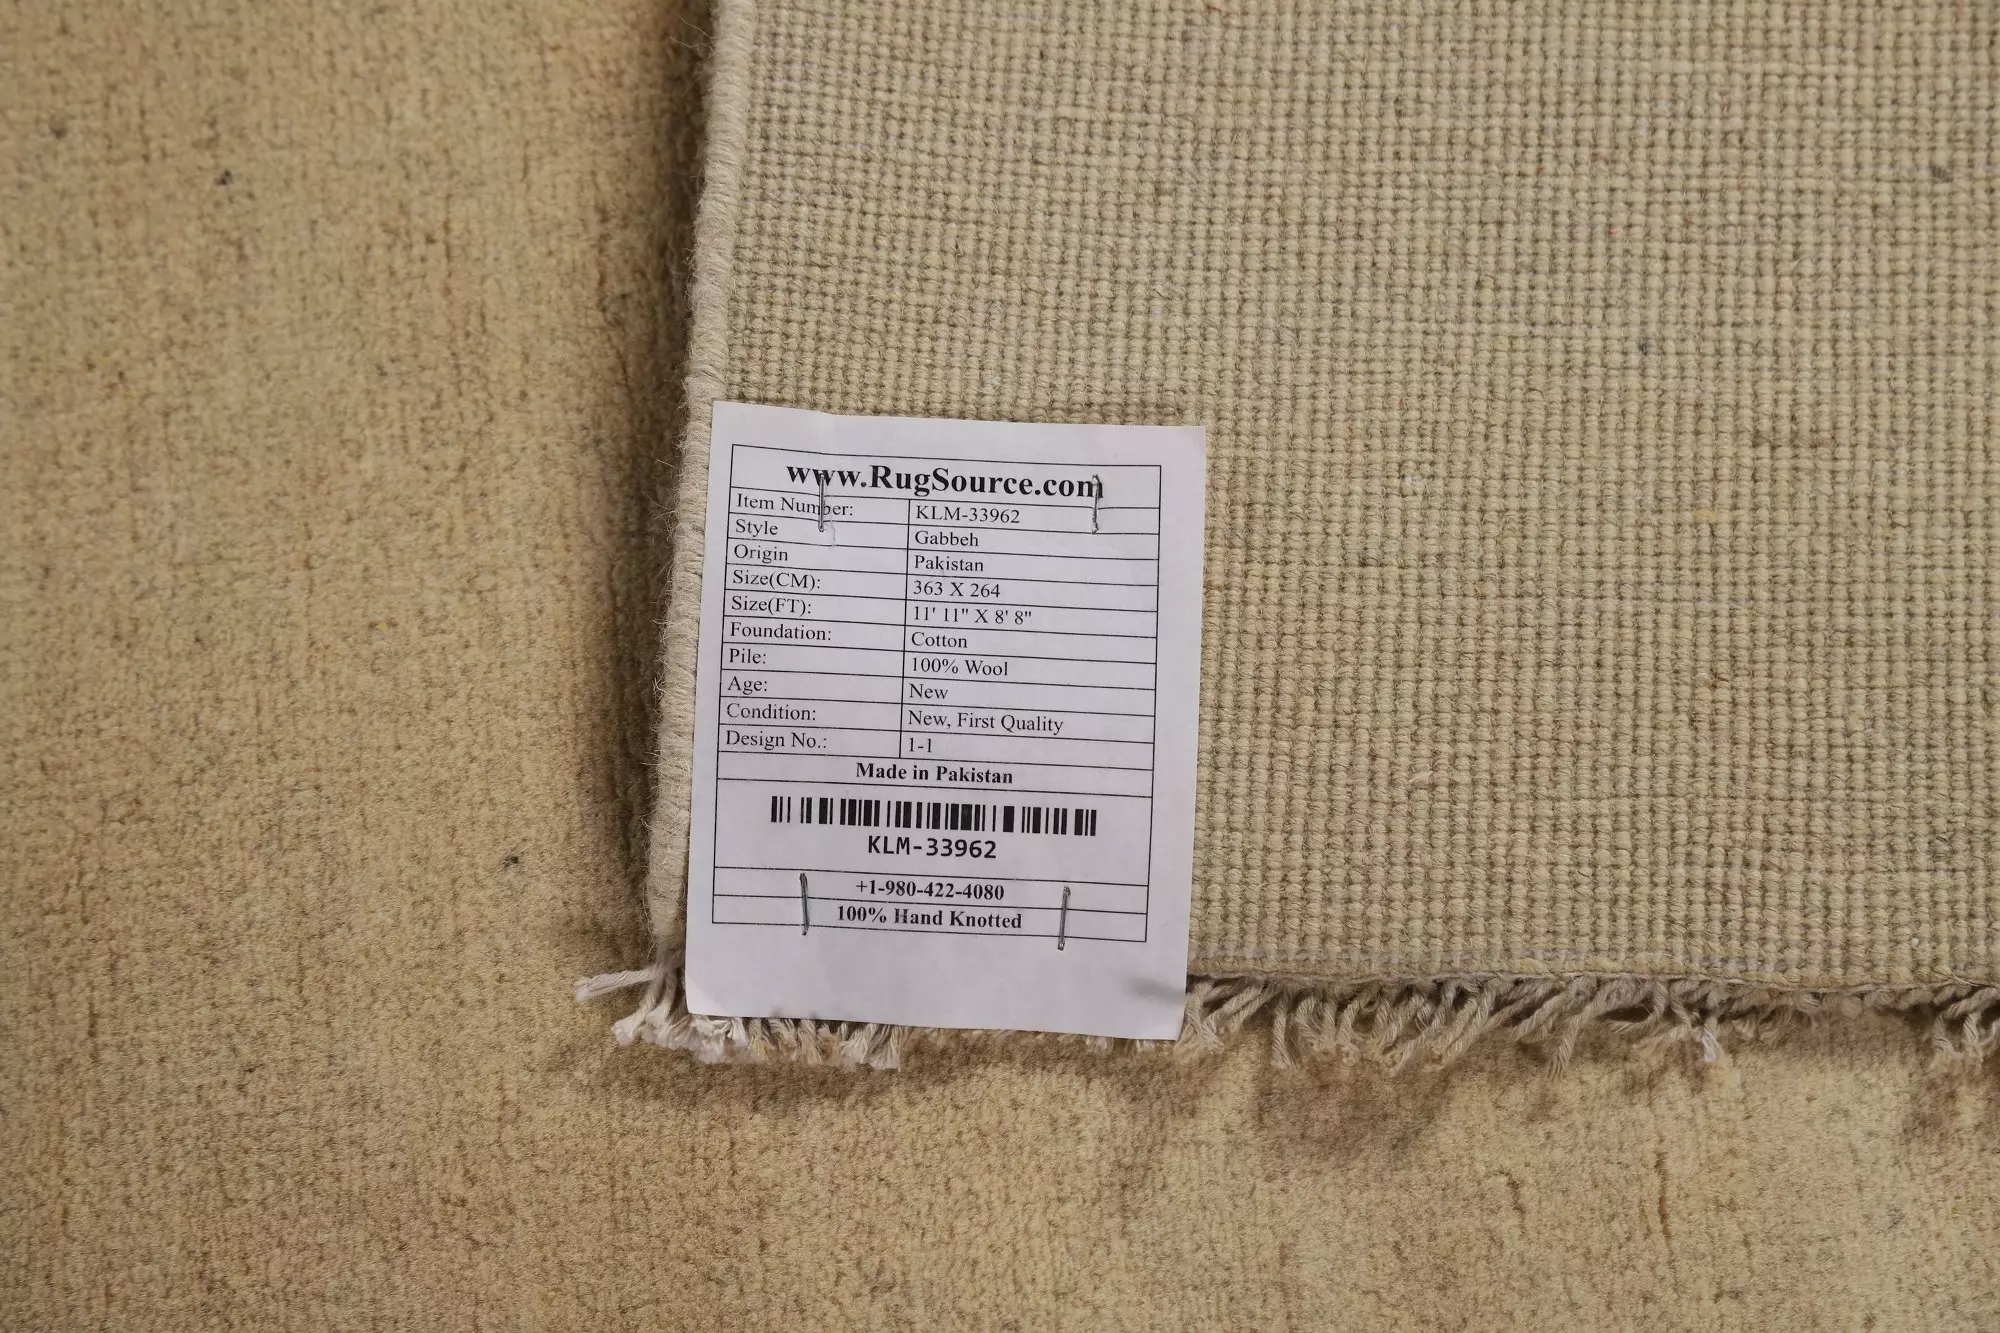 www.RugSource.com
Item Number: KLM-33962
Style Gabbeh
Origin Pakistan
Size(CM): 363 X 264
Size(FT): 11' 11" X 8' 8"
Foundation: Cotton
Pile: 100% Wool
Age: New
Condition: New, First Quality
Design No.: 1-1
Made in Pakistan
KLM-33962
+1-980-422-4080
100% Hand Knotted